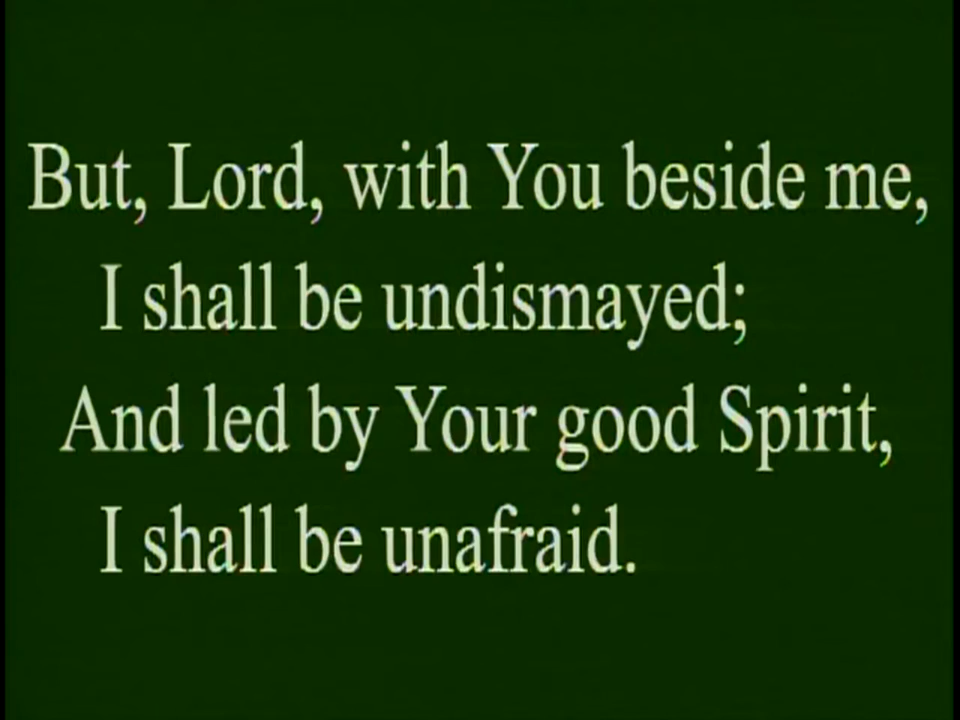 But, Lord, with You beside me,
I shall be undismayed;
And led by Your good Spirit,
I shall be unafraid.